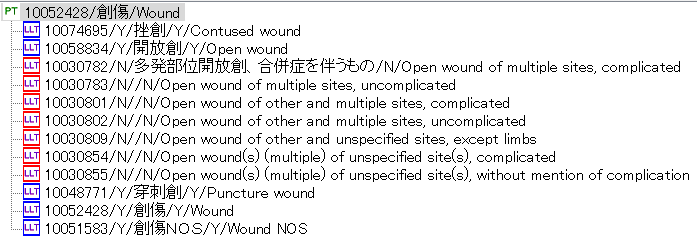 PT 10052428/創傷/Wound
LLT 10074695/Y/挫創/Y/Contused wound
LLT 10058834/Y/開放創/Y/Open wound
LLT 10030782/N/多発部位開放創、合併症を伴うもの/N/Open wound of multiple sites, complicated
LLT 10030783/N//N/Open wound of multiple sites, uncomplicated
LLT 10030801/N//N/Open wound of other and multiple sites, complicated
LLT 10030802/N//N/Open wound of other and multiple sites, uncomplicated
LLT 10030809/N//N/Open wound of other and unspecified sites, except limbs
LLT 10030854/N//N/Open wound(s) (multiple) of unspecified site(s), complicated
LLT 10030855/N//N/Open wound(s) (multiple) of unspecified site(s), without mention of complication
LLT 10048771/Y/穿刺創/Y/Puncture wound
LLT 10052428/Y/創傷/Y/Wound
LLT 10051583/Y/創傷NOS/Y/Wound NOS